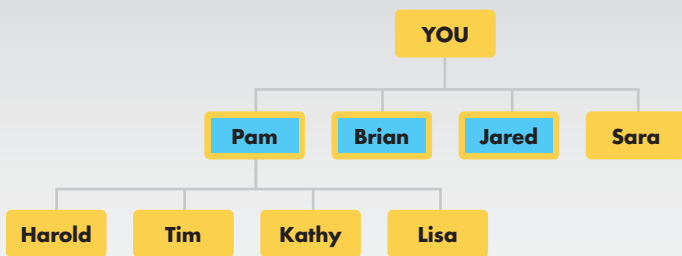 YOU
Pam
Brian
Jared
Sara
Harold
Tim
Kathy
Lisa